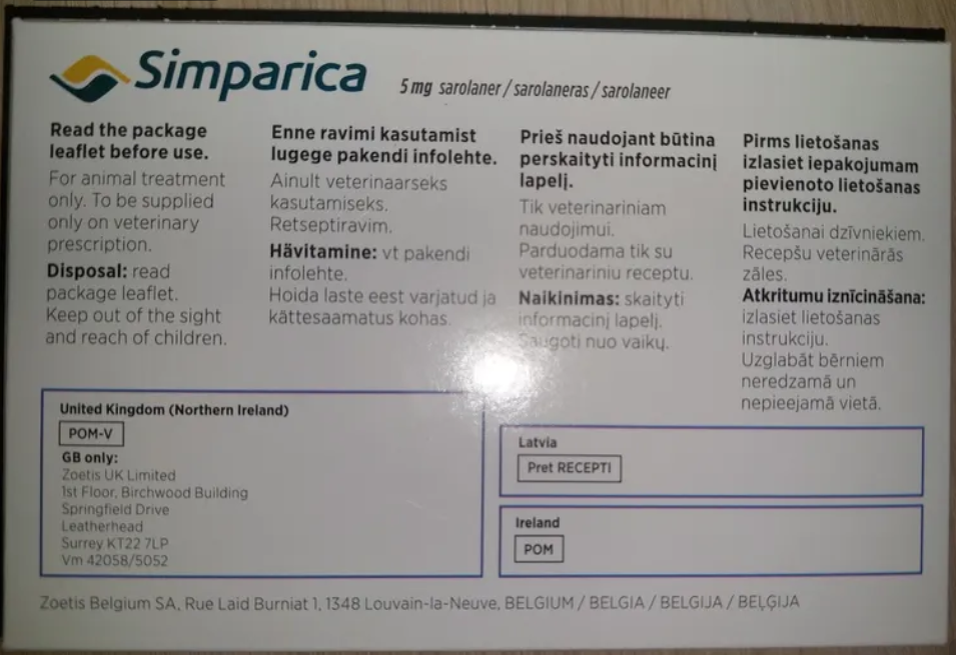 Simparica 5 mg sarolaner / sarolaneras / sarolaneer
Read the package
leaflet before use.
For animal treatment
only. To be supplied
only on veterinary
prescription.
Disposal: read
package leaflet.
Keep out of the sight
and reach of children.
Enne ravimi kasutamist
lugege pakendi infolehte.
Ainult veterinaarseks
kasutamiseks.
Retseptiravim.
Hävitamine: vt pakendi
infolehte.
Hoida laste eest varjatud ja
kättesaamatus kohas.
Prieš naudojant būtina
perskaityti informacinį
lapelį.
Tik veterinariniam
naudojimui.
Parduodama tik su
veterinariniu receptu.
Naikinimas: skaityti
informacinį lapelį.
Saugoti nuo vaikų.
Pirms lietošanas
izlasiet iepakojumam
pievienoto lietošanas
instrukciju.
Lietošanai dzīvniekiem.
Recepšu veterinārās
zāles.
Atkritumu iznīcināšana:
izlasiet lietošanas
instrukciju.
Uzglabāt bērniem
neredzamā un
nepieejamā vietā.
United Kingdom (Northern Ireland)
POM-V
GB only:
Zoetis UK Limited
1st Floor, Birchwood Building
Springfield Drive
Leatherhead
Surrey KT22 7LP
Vm 42058/5052
Latvia
Pret RECEPTI
Ireland
POM
Zoetis Belgium SA, Rue Laid Burniat 1, 1348 Louvain-la-Neuve, BELGIUM / BELGIA / BELGIJA / BEĻĢIJA